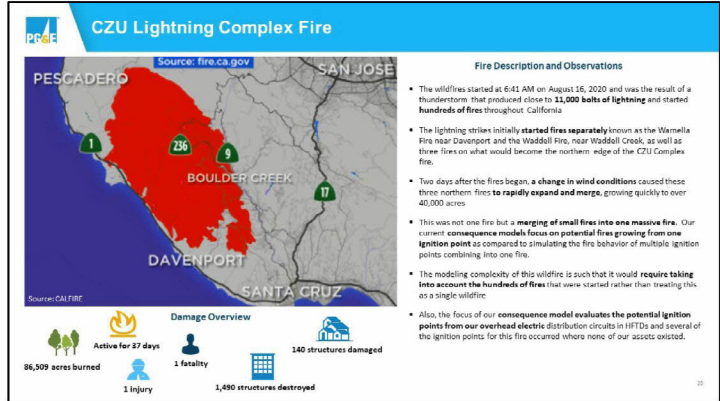 PG&E
CZU Lightning Complex Fire
Source: fire.ca.gov
PESCADERO
SAN JOSE
1
236
9
BOULDER CREEK
17
DAVENPORT
SANTA CRUZ
Source: CALFIRE
Damage Overview
86,509 acres burned
Active for 37 days
1 injury
1 fatality
1,490 structures destroyed
140 structures damaged
Fire Description and Observations
▪ The wildfires started at 6:41 AM on August 16, 2020 and was the result of a
thunderstorm that produced close to 11,000 bolts of lightning and started
hundreds of fires throughout California
▪ The lightning strikes initially started fires separately known as the Warnella
Fire near Davenport and the Waddell Fire, near Waddell Creek, as well as
three fires on what would become the northern edge of the CZU Complex
fire.
▪ Two days after the fires began, a change in wind conditions caused these
three northern fires to rapidly expand and merge, growing quickly to over
40,000 acres
▪ This was not one fire but a merging of small fires into one massive fire. Our
current consequence models focus on potential fires growing from one
ignition point as compared to simulating the fire behavior of multiple ignition
points combining into one fire.
▪ The modeling complexity of this wildfire is such that it would require taking
into account the hundreds of fires that were started rather than treating this
as a single wildfire
▪ Also, the focus of our consequence model evaluates the potential ignition
points from our overhead electric distribution circuits in HFTDs and several of
the ignition points for this fire occurred where none of our assets existed.